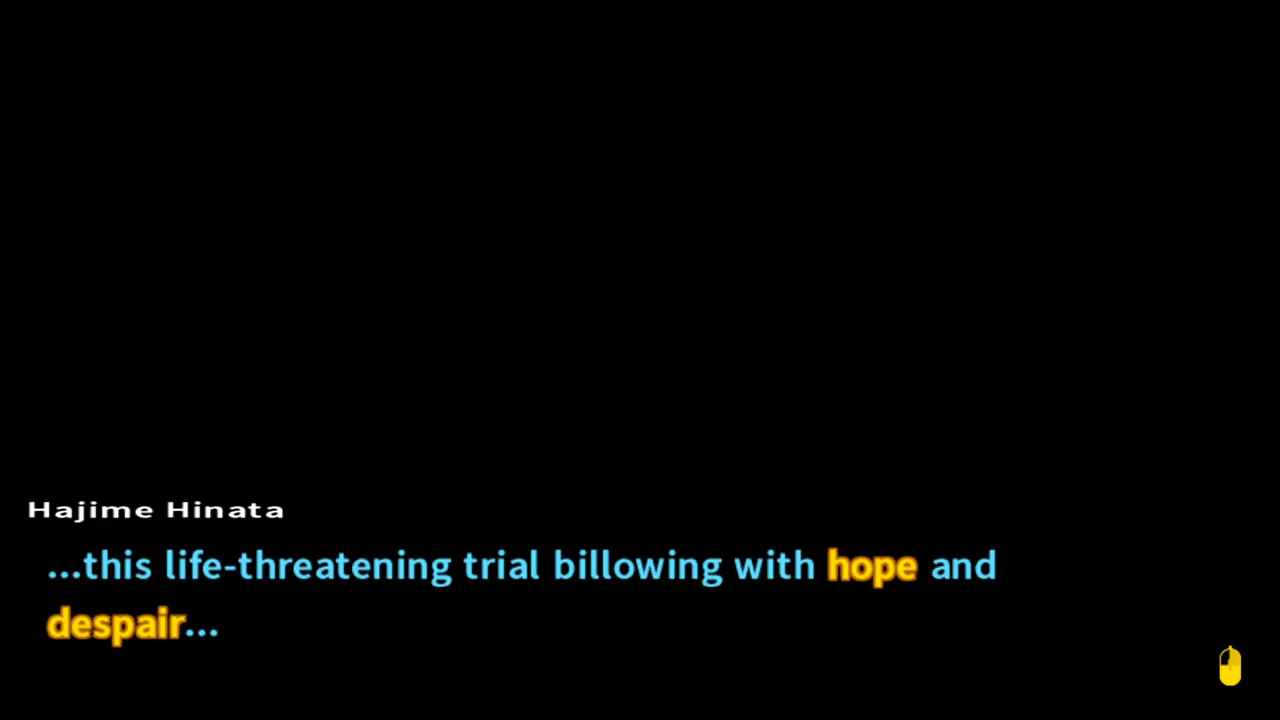 Hajime Hinata
...this life-threatening trial billowing with hope and
despair...